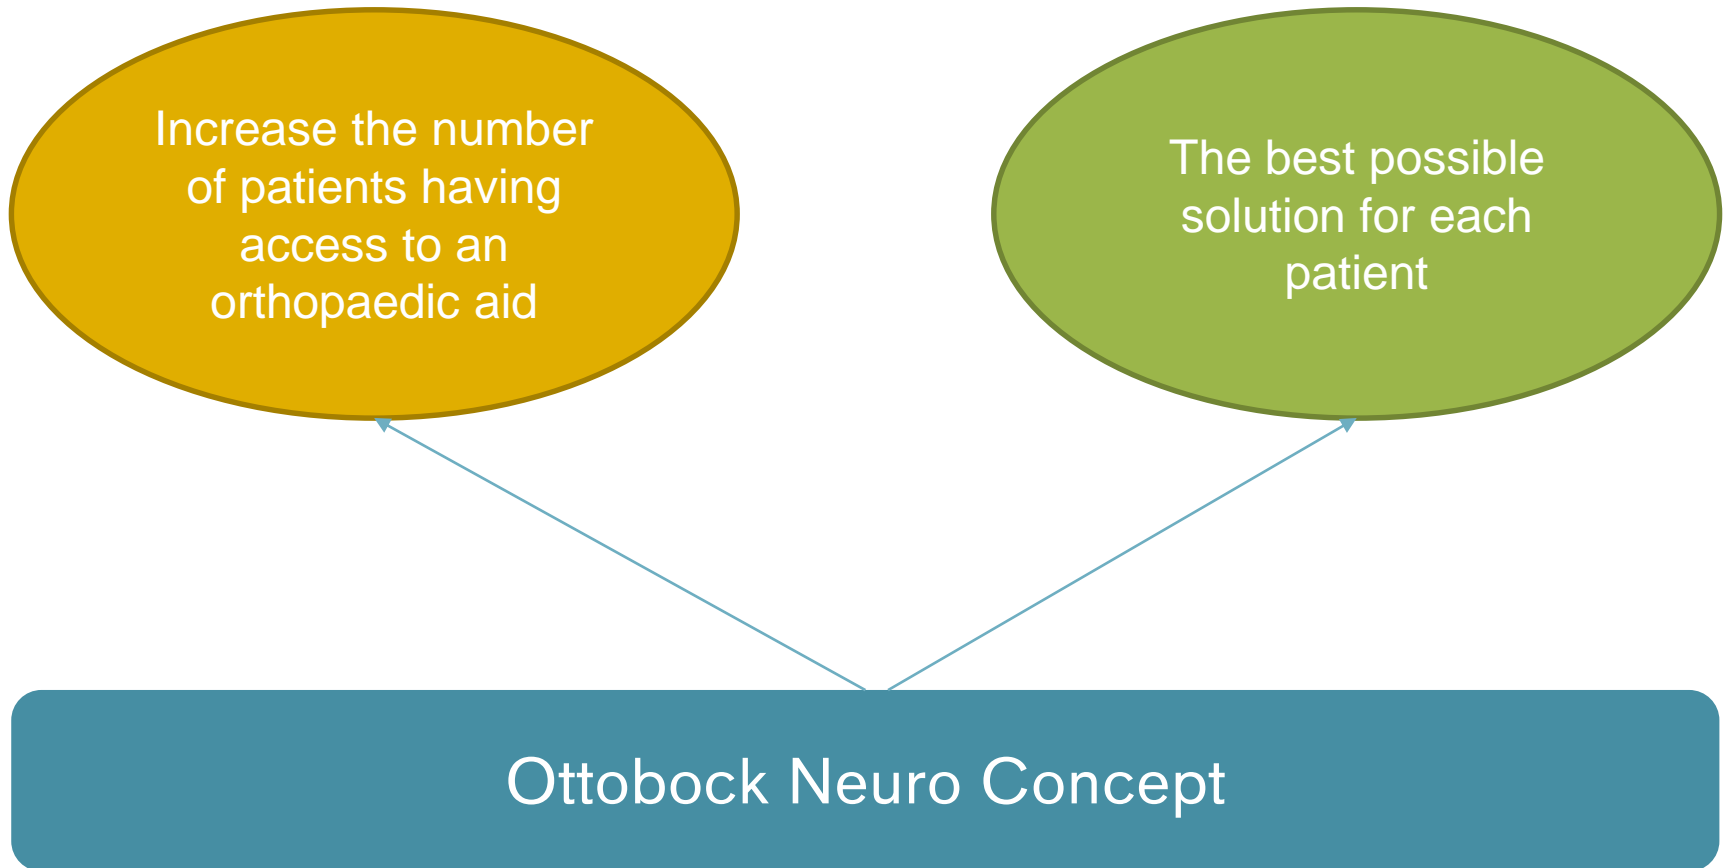 Increase the number
of patients having
access to an
orthopaedic aid
The best possible
solution for each
patient
Ottobock Neuro Concept